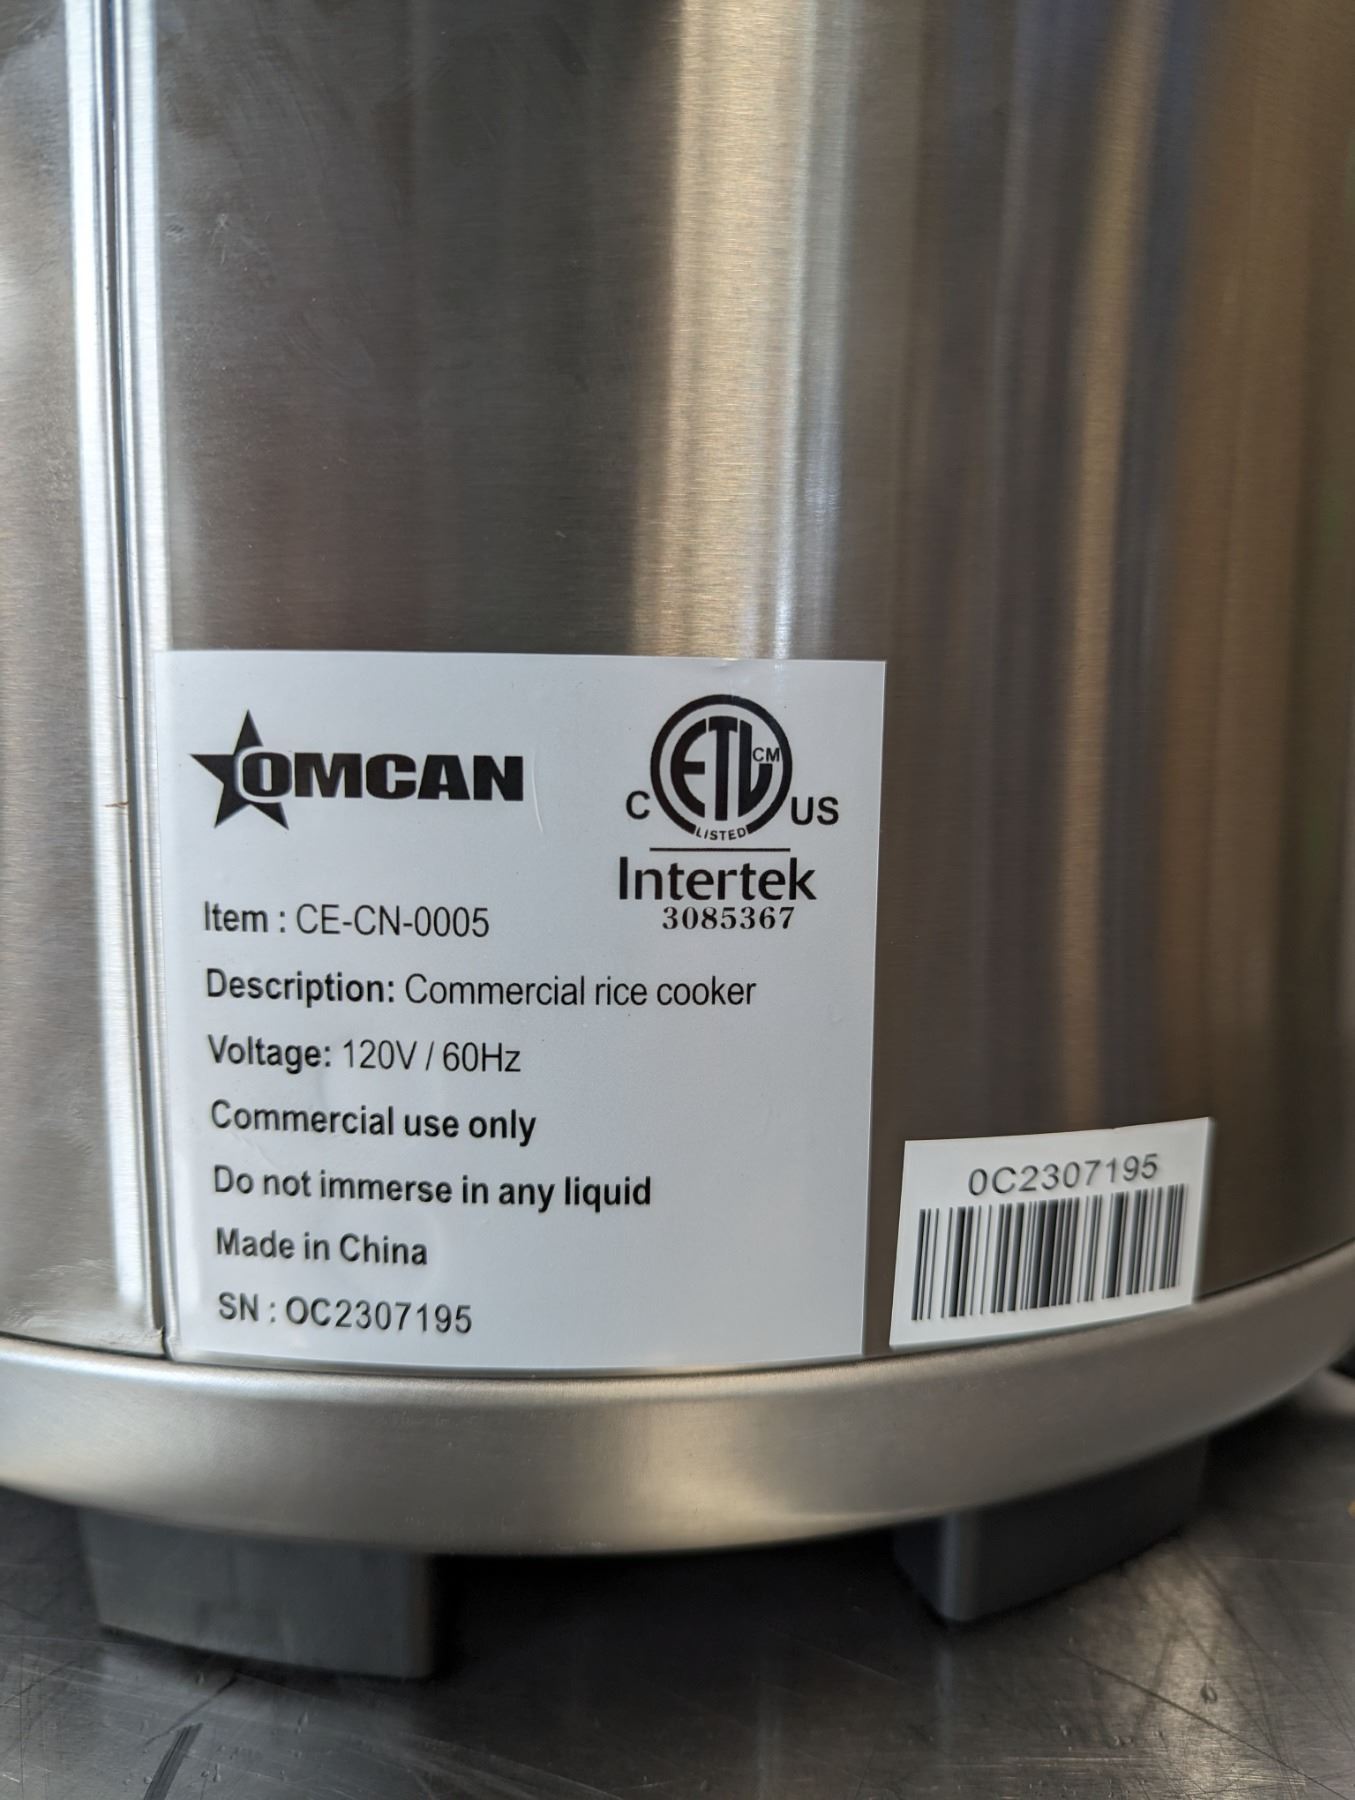 OMCAN
C ETL CM US
LISTED
Intertek
3085367
Item : CE-CN-0005
Description: Commercial rice cooker
Voltage: 120V / 60Hz
Commercial use only
Do not immerse in any liquid
Made in China
SN : OC2307195
0C2307195